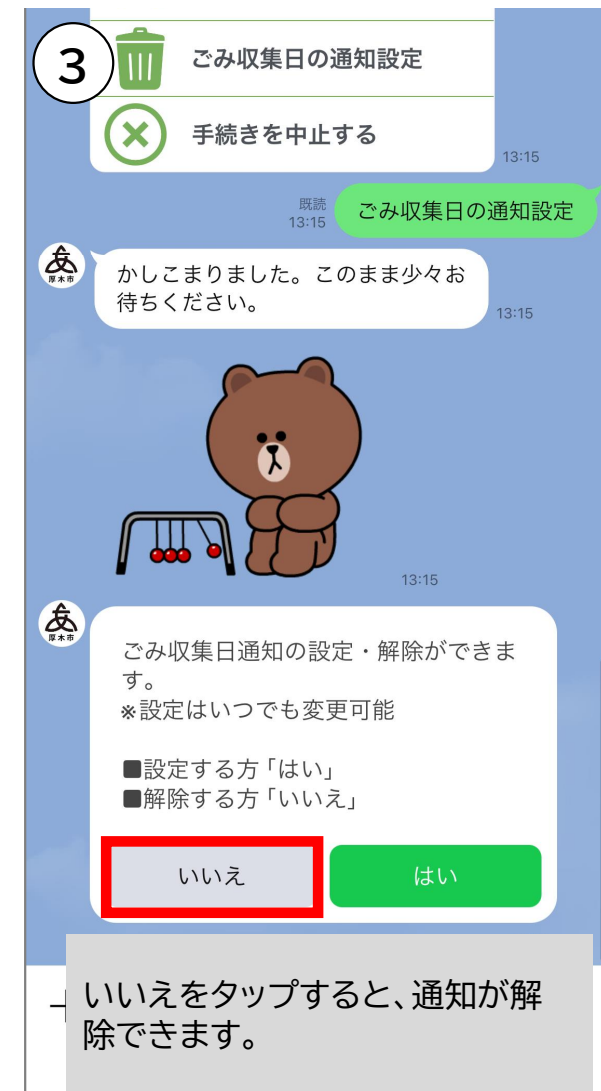 3
ごみ収集日の通知設定
手続きを中止する
13:15
既読
13:15
ごみ収集日の通知設定
厚木市
かしこまりました。このまま少々お
待ちください。
13:15
13:15
厚木市
ごみ収集日通知の設定・解除ができま
す。
※設定はいつでも変更可能
■設定する方「はい」
■解除する方「いいえ」
いいえ
はい
いいえをタップすると、通知が解
除できます。